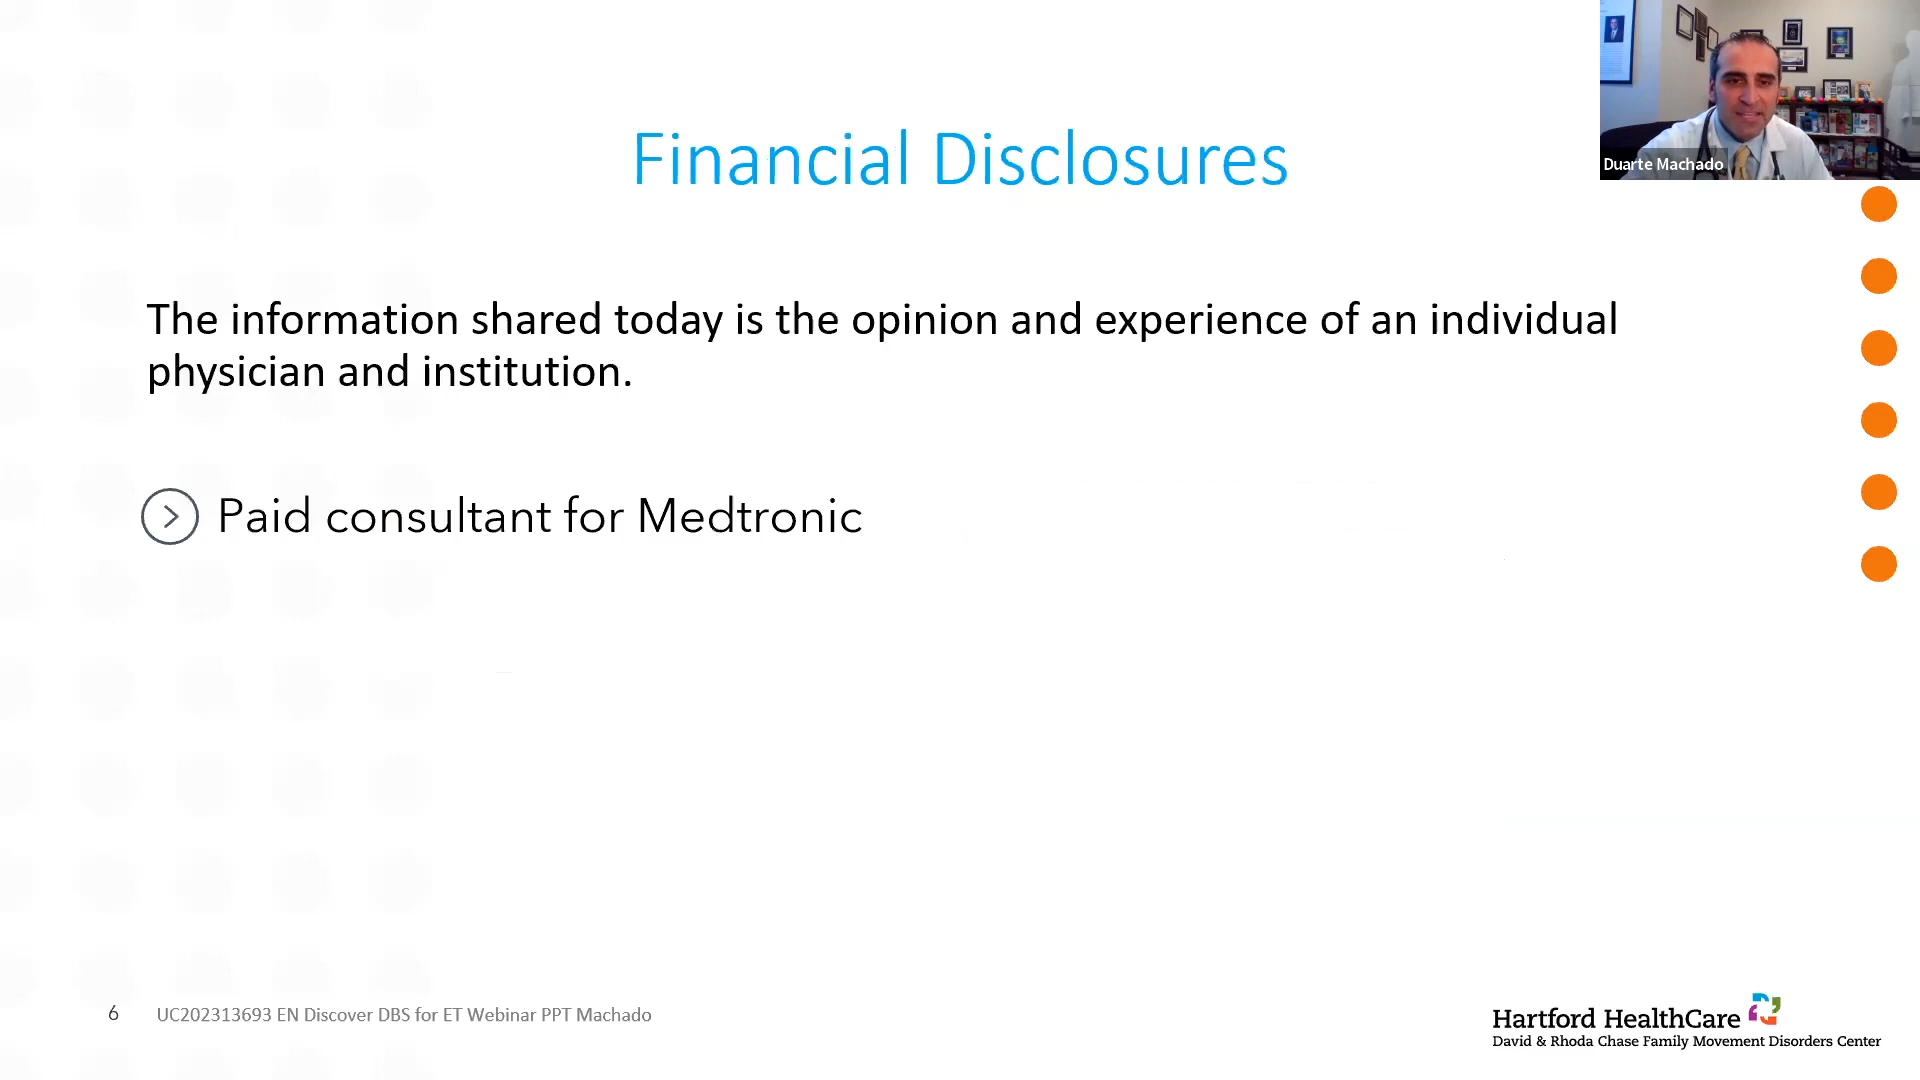 Financial Disclosures
Duarte Machado
The information shared today is the opinion and experience of an individual
physician and institution.
Paid consultant for Medtronic
6
UC202313693 EN Discover DBS for ET Webinar PPT Machado
Hartford HealthCare
David & Rhoda Chase Family Movement Disorders Center